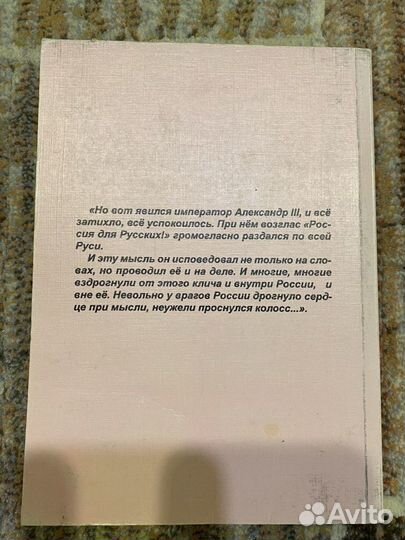 «Но вот явился император Александр III, и всё
затихло, всё успокоилось. При нём возглас «Рос-
сия для Русских!» громогласно раздался по всей
Руси.
И эту мысль он исповедовал не только на сло-
вах, но проводил её и на деле. И многие, многие
вздрогнули от этого клича и внутри России, и
вне её. Невольно у врагов России дрогнуло серд-
це при мысли, неужели проснулся колосс...».
Avito